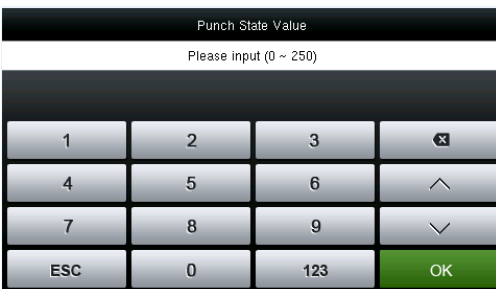 Punch State Value
Please input (0 ~ 250)
1 2 3
4 5 6
7 8 9
ESC 0 123 OK